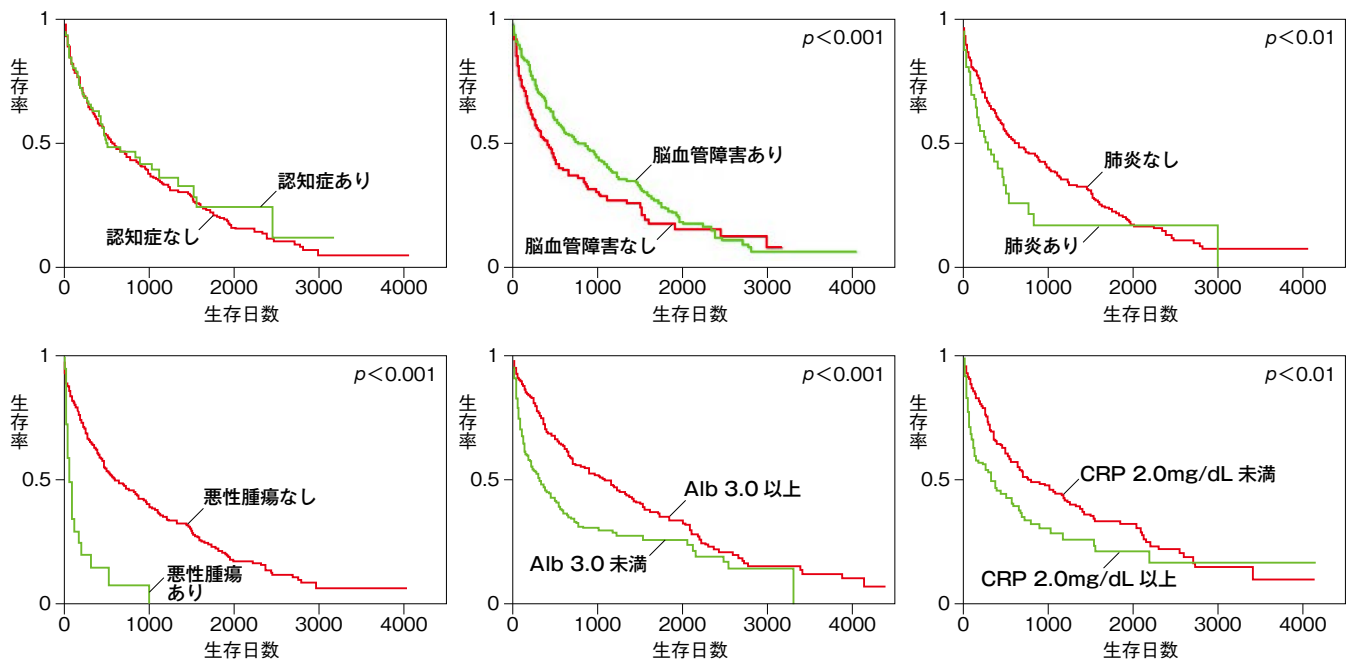 1
生存率
0.5
0
認知症あり
認知症なし
0 1000 2000 3000 4000
生存日数
p＜0.001
1
生存率
0.5
0
脳血管障害あり
脳血管障害なし
0 1000 2000 3000 4000
生存日数
p＜0.01
1
生存率
0.5
0
肺炎なし
肺炎あり
0 1000 2000 3000 4000
生存日数
p＜0.001
1
生存率
0.5
0
悪性腫瘍なし
悪性腫瘍
あり
0 1000 2000 3000 4000
生存日数
p＜0.001
1
生存率
0.5
0
Alb 3.0 以上
Alb 3.0 未満
0 1000 2000 3000 4000
生存日数
p＜0.01
1
生存率
0.5
0
CRP 2.0mg/dL 未満
CRP 2.0mg/dL 以上
0 1000 2000 3000 4000
生存日数